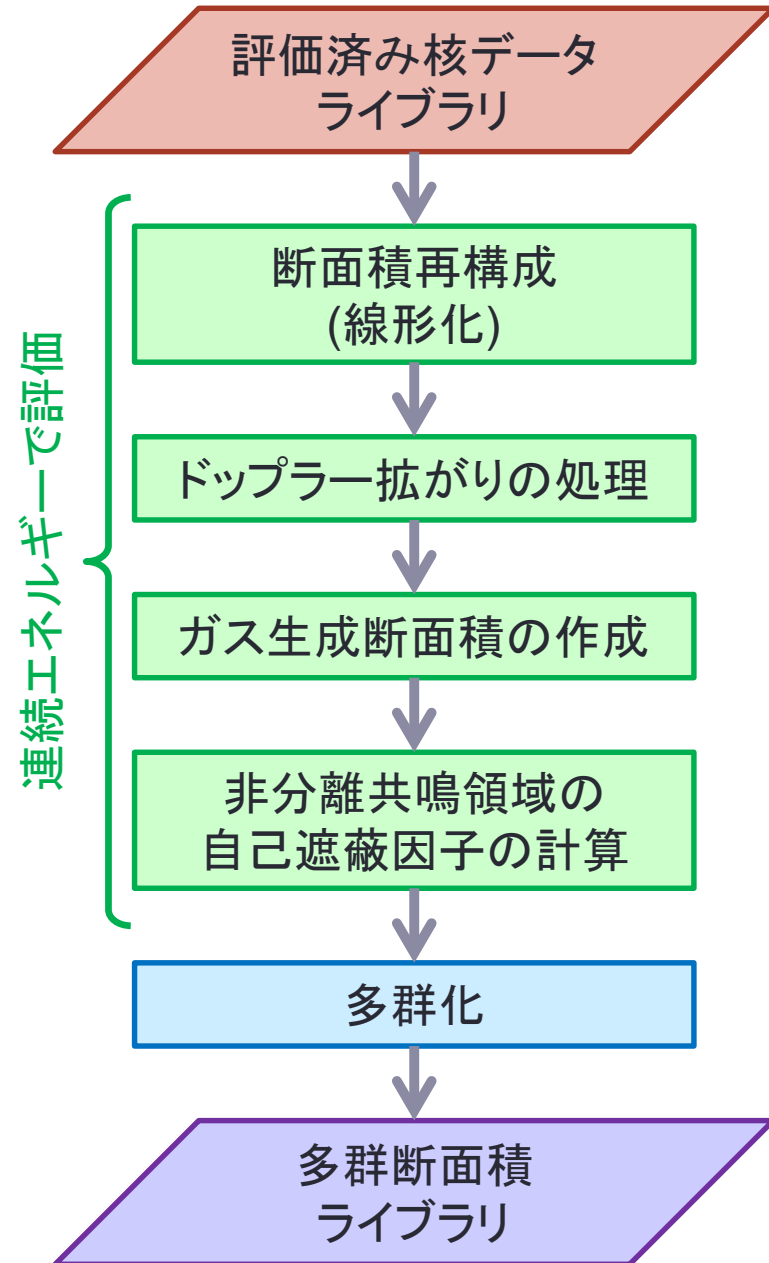 評価済み核データ
ライブラリ
連続エネルギーで評価
断面積再構成
(線形化)
ドップラー拡がりの処理
ガス生成断面積の作成
非分離共鳴領域の
自己遮蔽因子の計算
多群化
多群断面積
ライブラリ